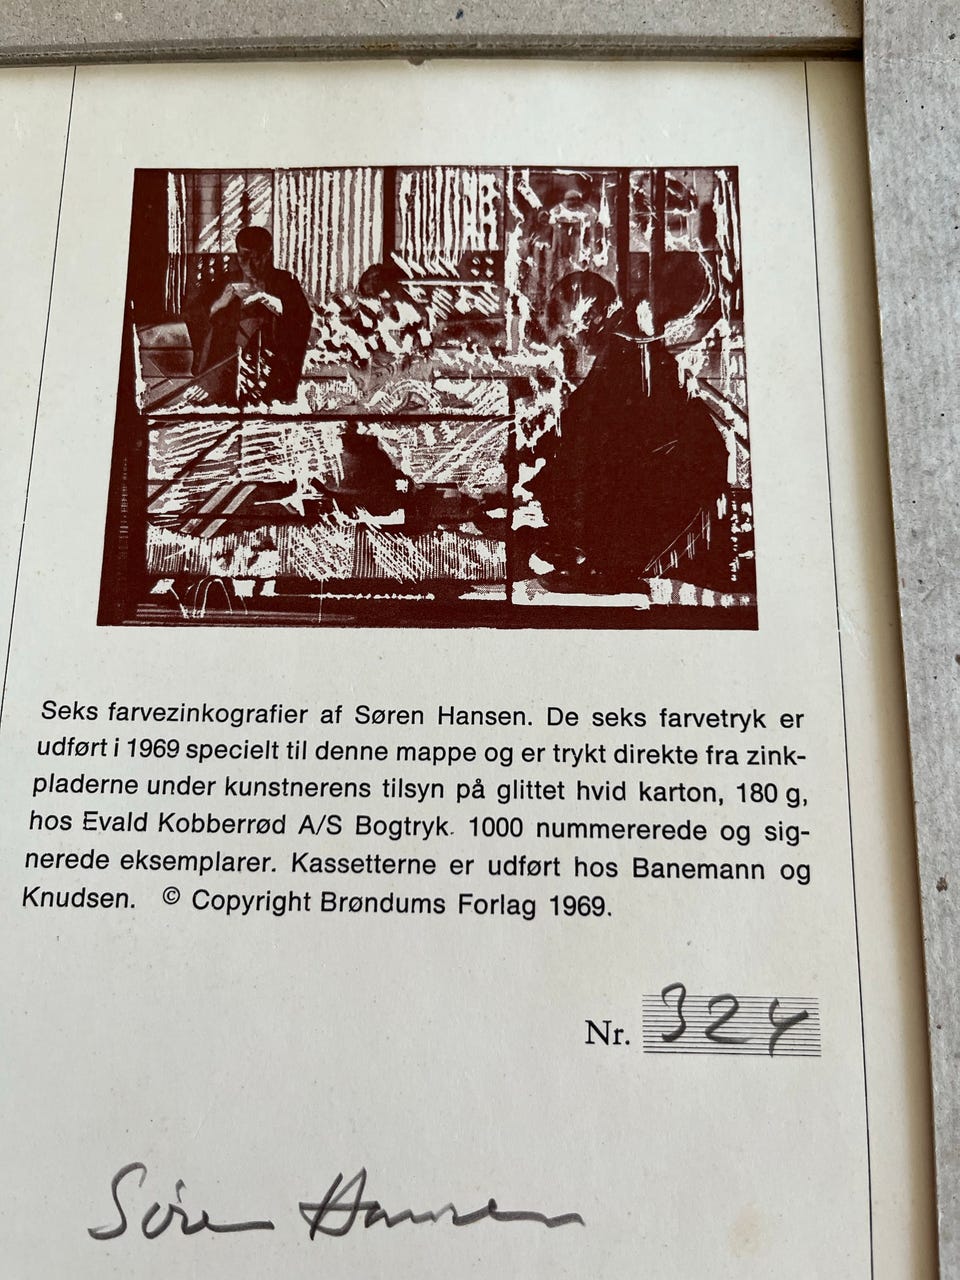 Seks farvezinkografier af Søren Hansen. De seks farvetryk er
udført i 1969 specielt til denne mappe og er trykt direkte fra zink-
pladerne under kunstnerens tilsyn på glittet hvid karton, 180 g,
hos Evald Kobberrød A/S Bogtryk. 1000 nummererede og sig-
nerede eksemplarer. Kassetterne er udført hos Banemann og
Knudsen. © Copyright Brøndums Forlag 1969.
Nr. 324
Søren Hansen